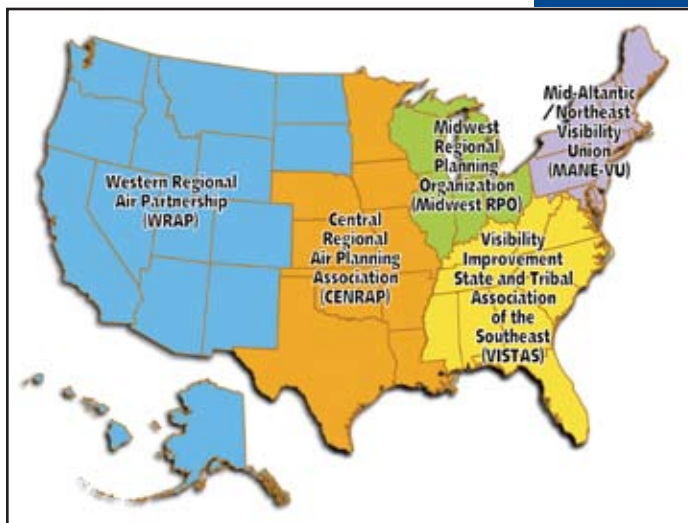 Western Regional
Air Partnership
(WRAP)
Central
Regional
Air Planning
Association
(CENRAP)
Midwest
Regional
Planning
Organization
(Midwest RPO)
Mid-Altantic
/Northeast
Visibility
Union
(MANE-VU)
Visibility
Improvement
State and Tribal
Association
of the
Southeast
(VISTAS)